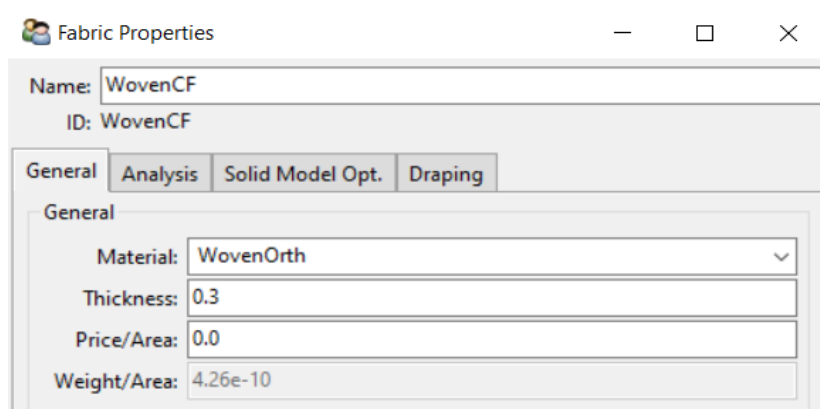 Fabric Properties
Name: WovenCF
ID: WovenCF
General Analysis Solid Model Opt. Draping
General
Material: WovenOrth
Thickness: 0.3
Price/Area: 0.0
Weight/Area: 4.26e-10